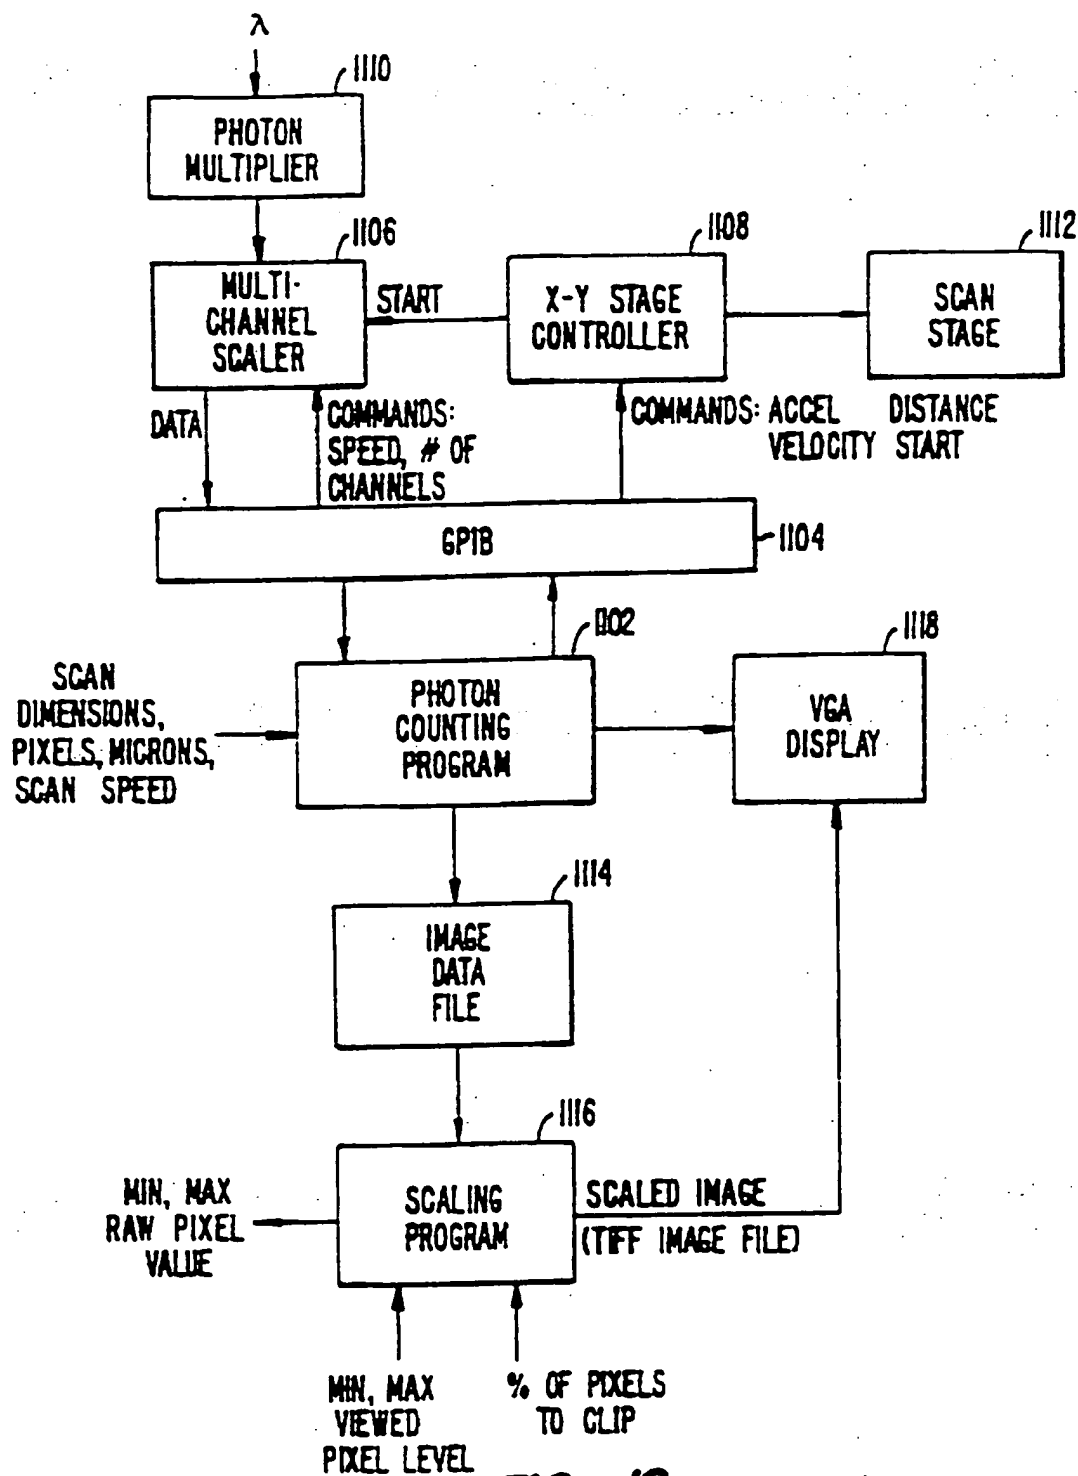 λ
1110
PHOTON
MULTIPLIER
1106
MULTI-
CHANNEL
SCALER
START
1108
X-Y STAGE
CONTROLLER
1112
SCAN
STAGE
DATA
COMMANDS:
SPEED, # OF
CHANNELS
COMMANDS: ACCEL DISTANCE
VELOCITY START
GPIB
1104
1102
PHOTON
COUNTING
PROGRAM
SCAN
DIMENSIONS,
PIXELS, MICRONS,
SCAN SPEED
1118
VGA
DISPLAY
1114
IMAGE
DATA
FILE
1116
SCALING
PROGRAM
MIN, MAX
RAW PIXEL
VALUE
SCALED IMAGE
(TIFF IMAGE FILE)
MIN, MAX
VIEWED
PIXEL LEVEL
% OF PIXELS
TO CLIP